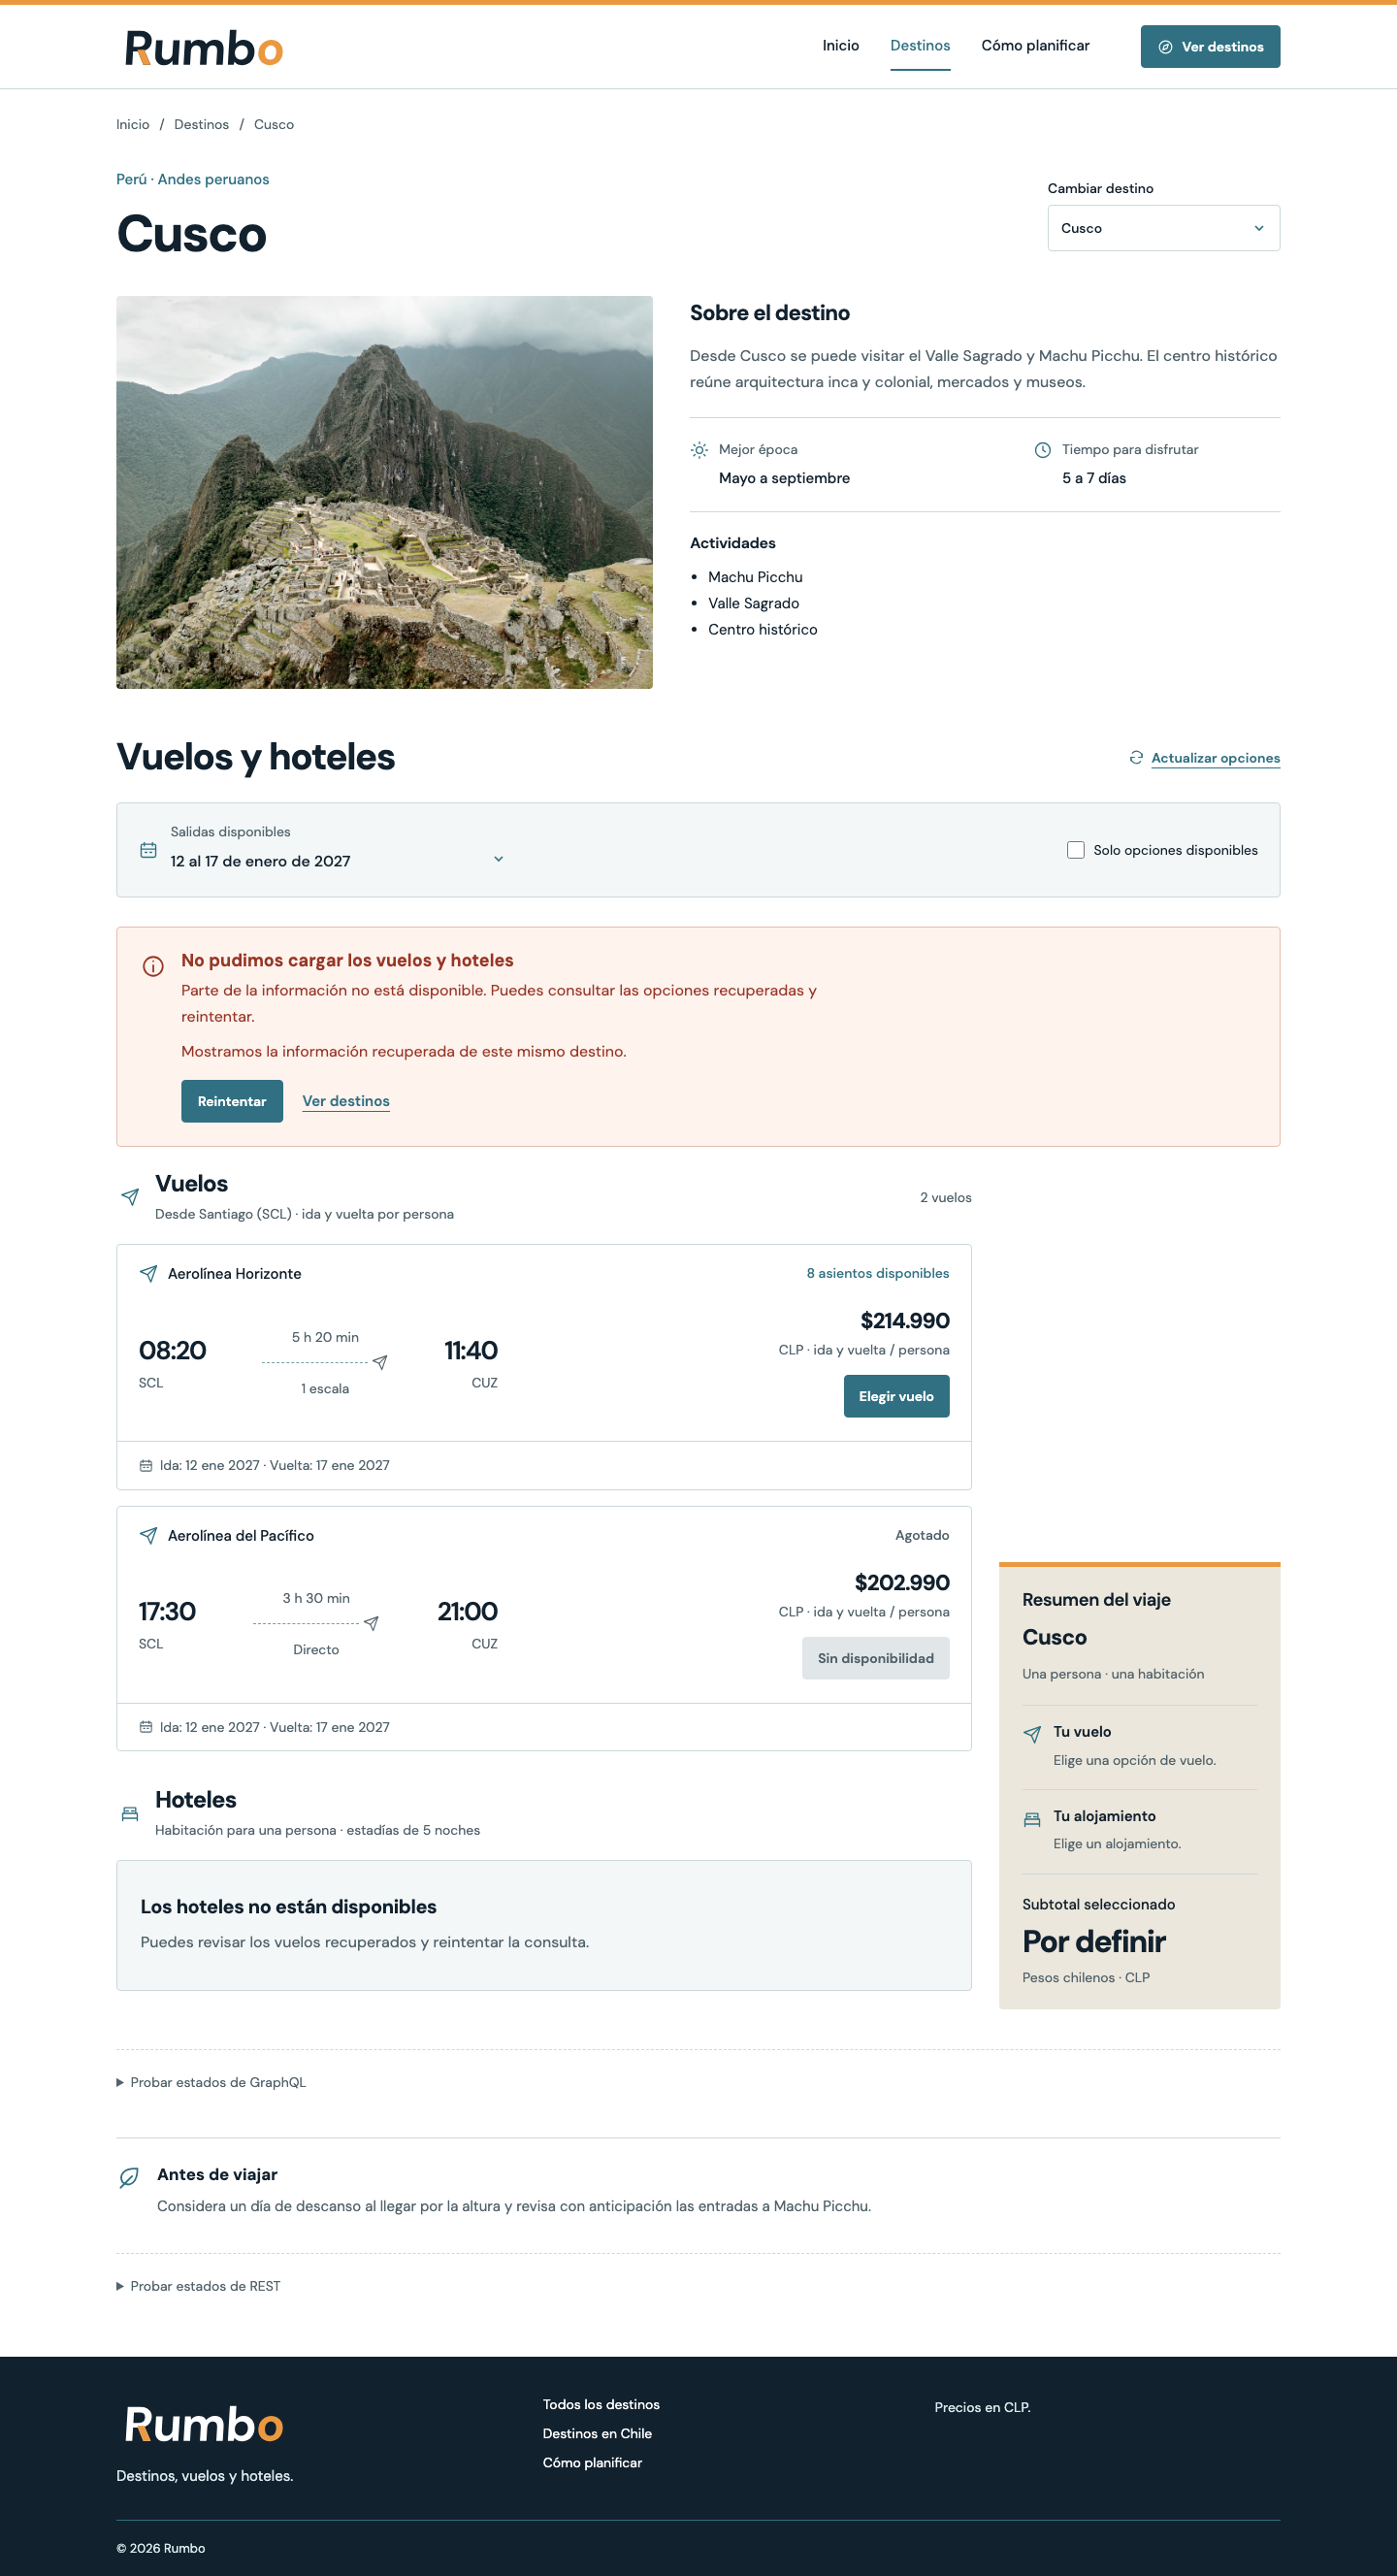 Rumbo
Inicio
Destinos
Cómo planificar
Ver destinos
Inicio / Destinos / Cusco
Perú · Andes peruanos
Cusco
Cambiar destino
Cusco
Sobre el destino
Desde Cusco se puede visitar el Valle Sagrado y Machu Picchu. El centro histórico
reúne arquitectura inca y colonial, mercados y museos.
Mejor época
Mayo a septiembre
Tiempo para disfrutar
5 a 7 días
Actividades
• Machu Picchu
• Valle Sagrado
• Centro histórico
Vuelos y hoteles
Actualizar opciones
Salidas disponibles
12 al 17 de enero de 2027
Solo opciones disponibles
No pudimos cargar los vuelos y hoteles
Parte de la información no está disponible. Puedes consultar las opciones recuperadas y
reintentar.
Mostramos la información recuperada de este mismo destino.
Reintentar
Ver destinos
Vuelos
Desde Santiago (SCL) · ida y vuelta por persona
2 vuelos
Aerolínea Horizonte
8 asientos disponibles
08:20
SCL
5 h 20 min
1 escala
11:40
CUZ
$214.990
CLP · ida y vuelta / persona
Elegir vuelo
Ida: 12 ene 2027 · Vuelta: 17 ene 2027
Aerolínea del Pacífico
Agotado
17:30
SCL
3 h 30 min
Directo
21:00
CUZ
$202.990
CLP · ida y vuelta / persona
Sin disponibilidad
Ida: 12 ene 2027 · Vuelta: 17 ene 2027
Hoteles
Habitación para una persona · estadías de 5 noches
Los hoteles no están disponibles
Puedes revisar los vuelos recuperados y reintentar la consulta.
Resumen del viaje
Cusco
Una persona · una habitación
Tu vuelo
Elige una opción de vuelo.
Tu alojamiento
Elige un alojamiento.
Subtotal seleccionado
Por definir
Pesos chilenos · CLP
Probar estados de GraphQL
Antes de viajar
Considera un día de descanso al llegar por la altura y revisa con anticipación las entradas a Machu Picchu.
Probar estados de REST
Rumbo
Destinos, vuelos y hoteles.
Todos los destinos
Destinos en Chile
Cómo planificar
Precios en CLP.
© 2026 Rumbo